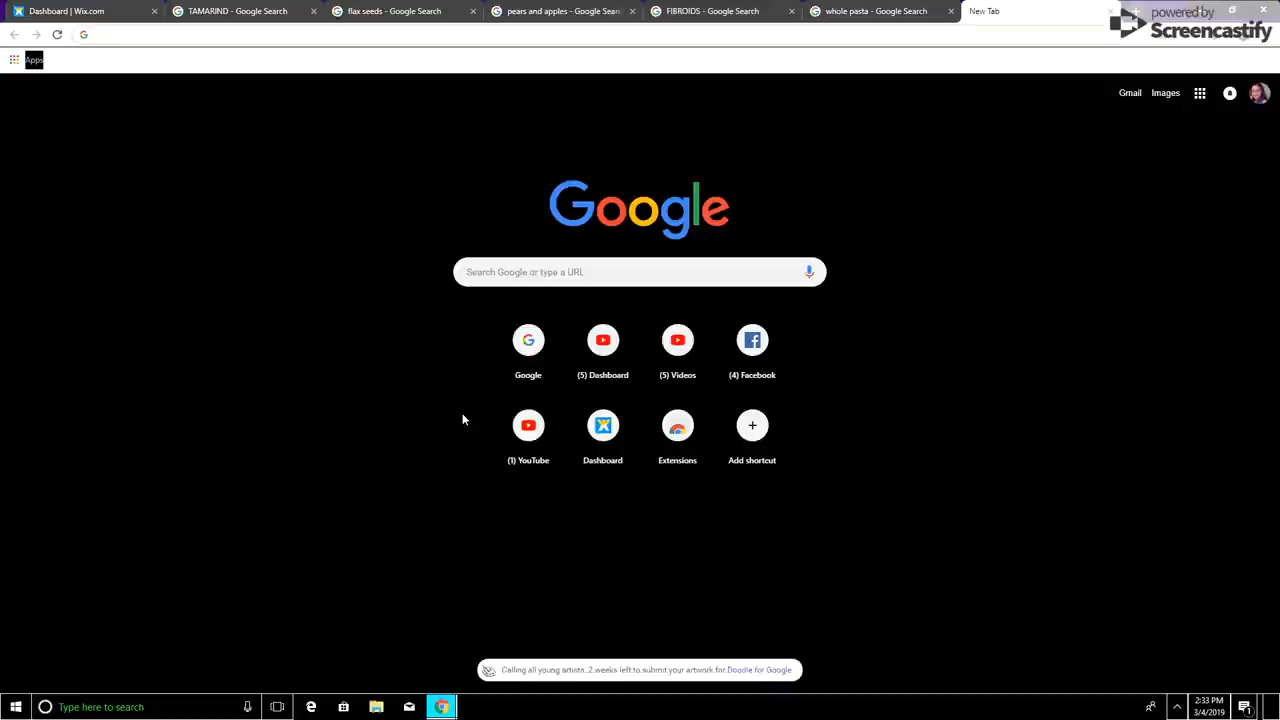 Dashboard | Wix.com
TAMARIND - Google Search
flax seeds - Google Search
pears and apples - Google Sear
FIBROIDS - Google Search
whole pasta - Google Search
New Tab
powered by
Screencastify
Apps
Gmail Images
Google
Search Google or type a URL
Google (5) Dashboard (5) Videos (4) Facebook
(1) YouTube Dashboard Extensions Add shortcut
Calling all young artists, 2 weeks left to submit your artwork for Doodle for Google
Type here to search
2:33 PM
3/4/2019